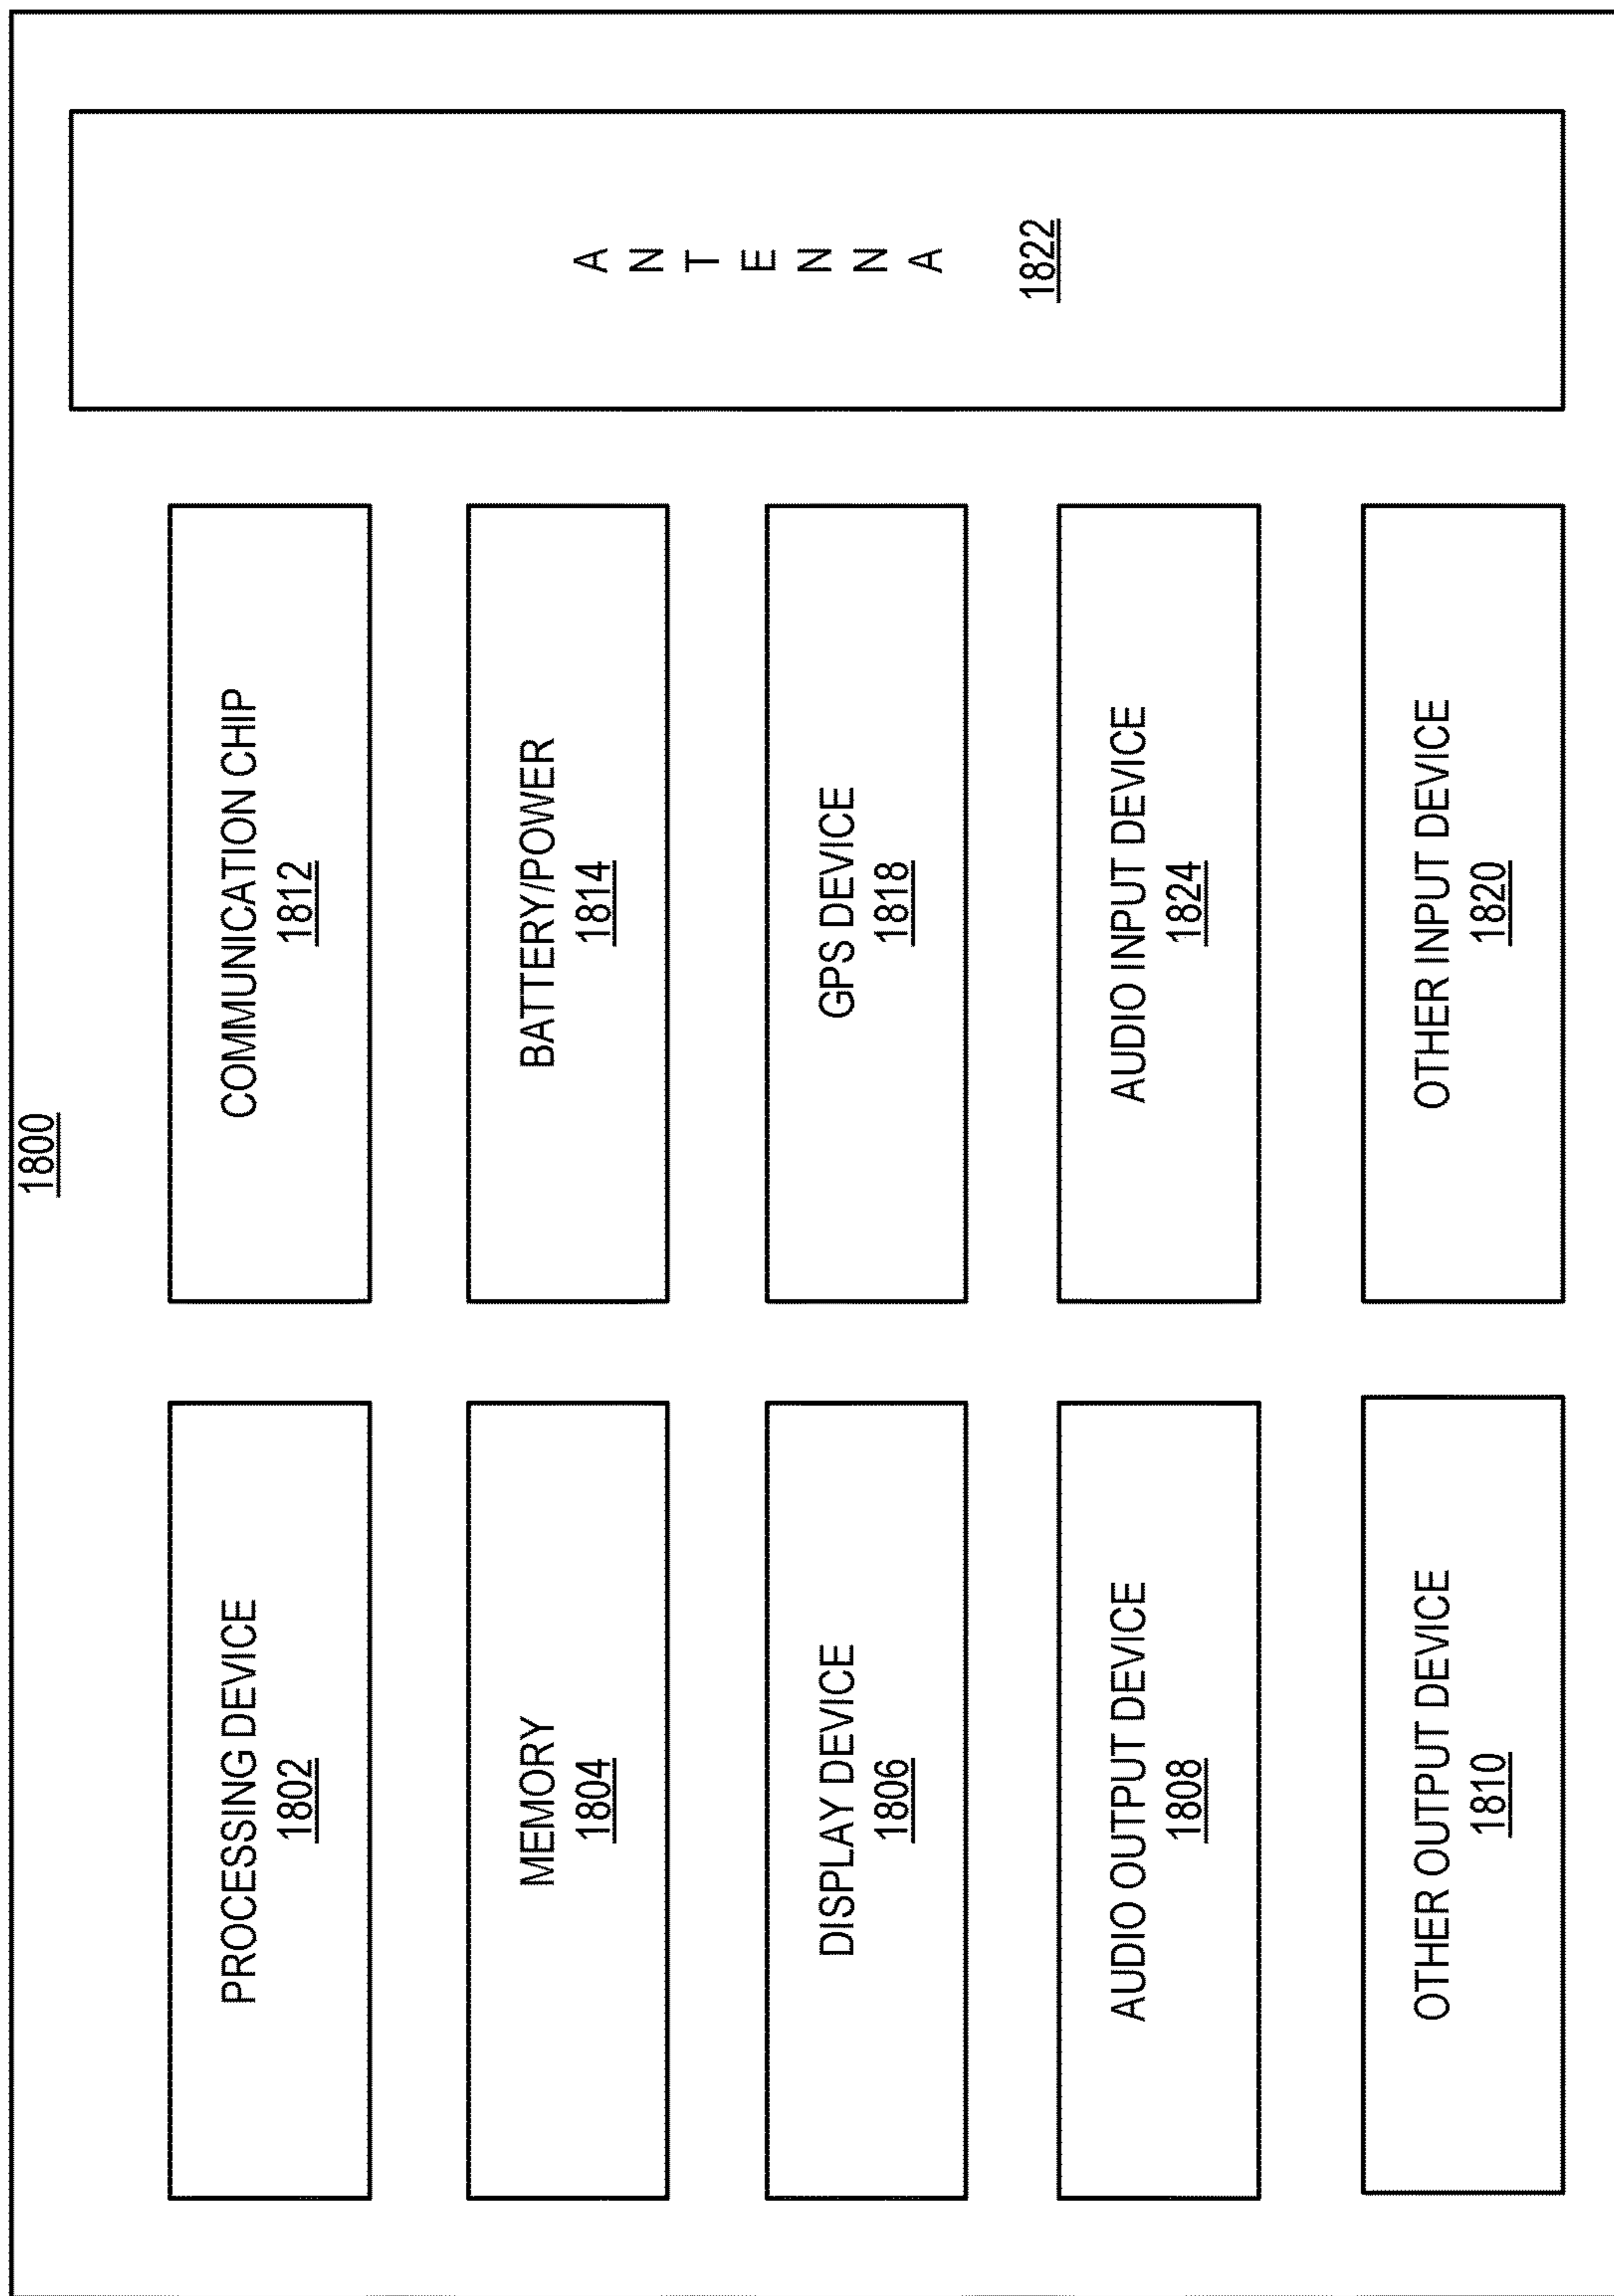 1800
PROCESSING DEVICE
1802
COMMUNICATION CHIP
1812
MEMORY
1804
BATTERY/POWER
1814
DISPLAY DEVICE
1806
GPS DEVICE
1818
AUDIO OUTPUT DEVICE
1808
AUDIO INPUT DEVICE
1824
OTHER OUTPUT DEVICE
1810
OTHER INPUT DEVICE
1820
A
N
T
E
N
N
A
1822